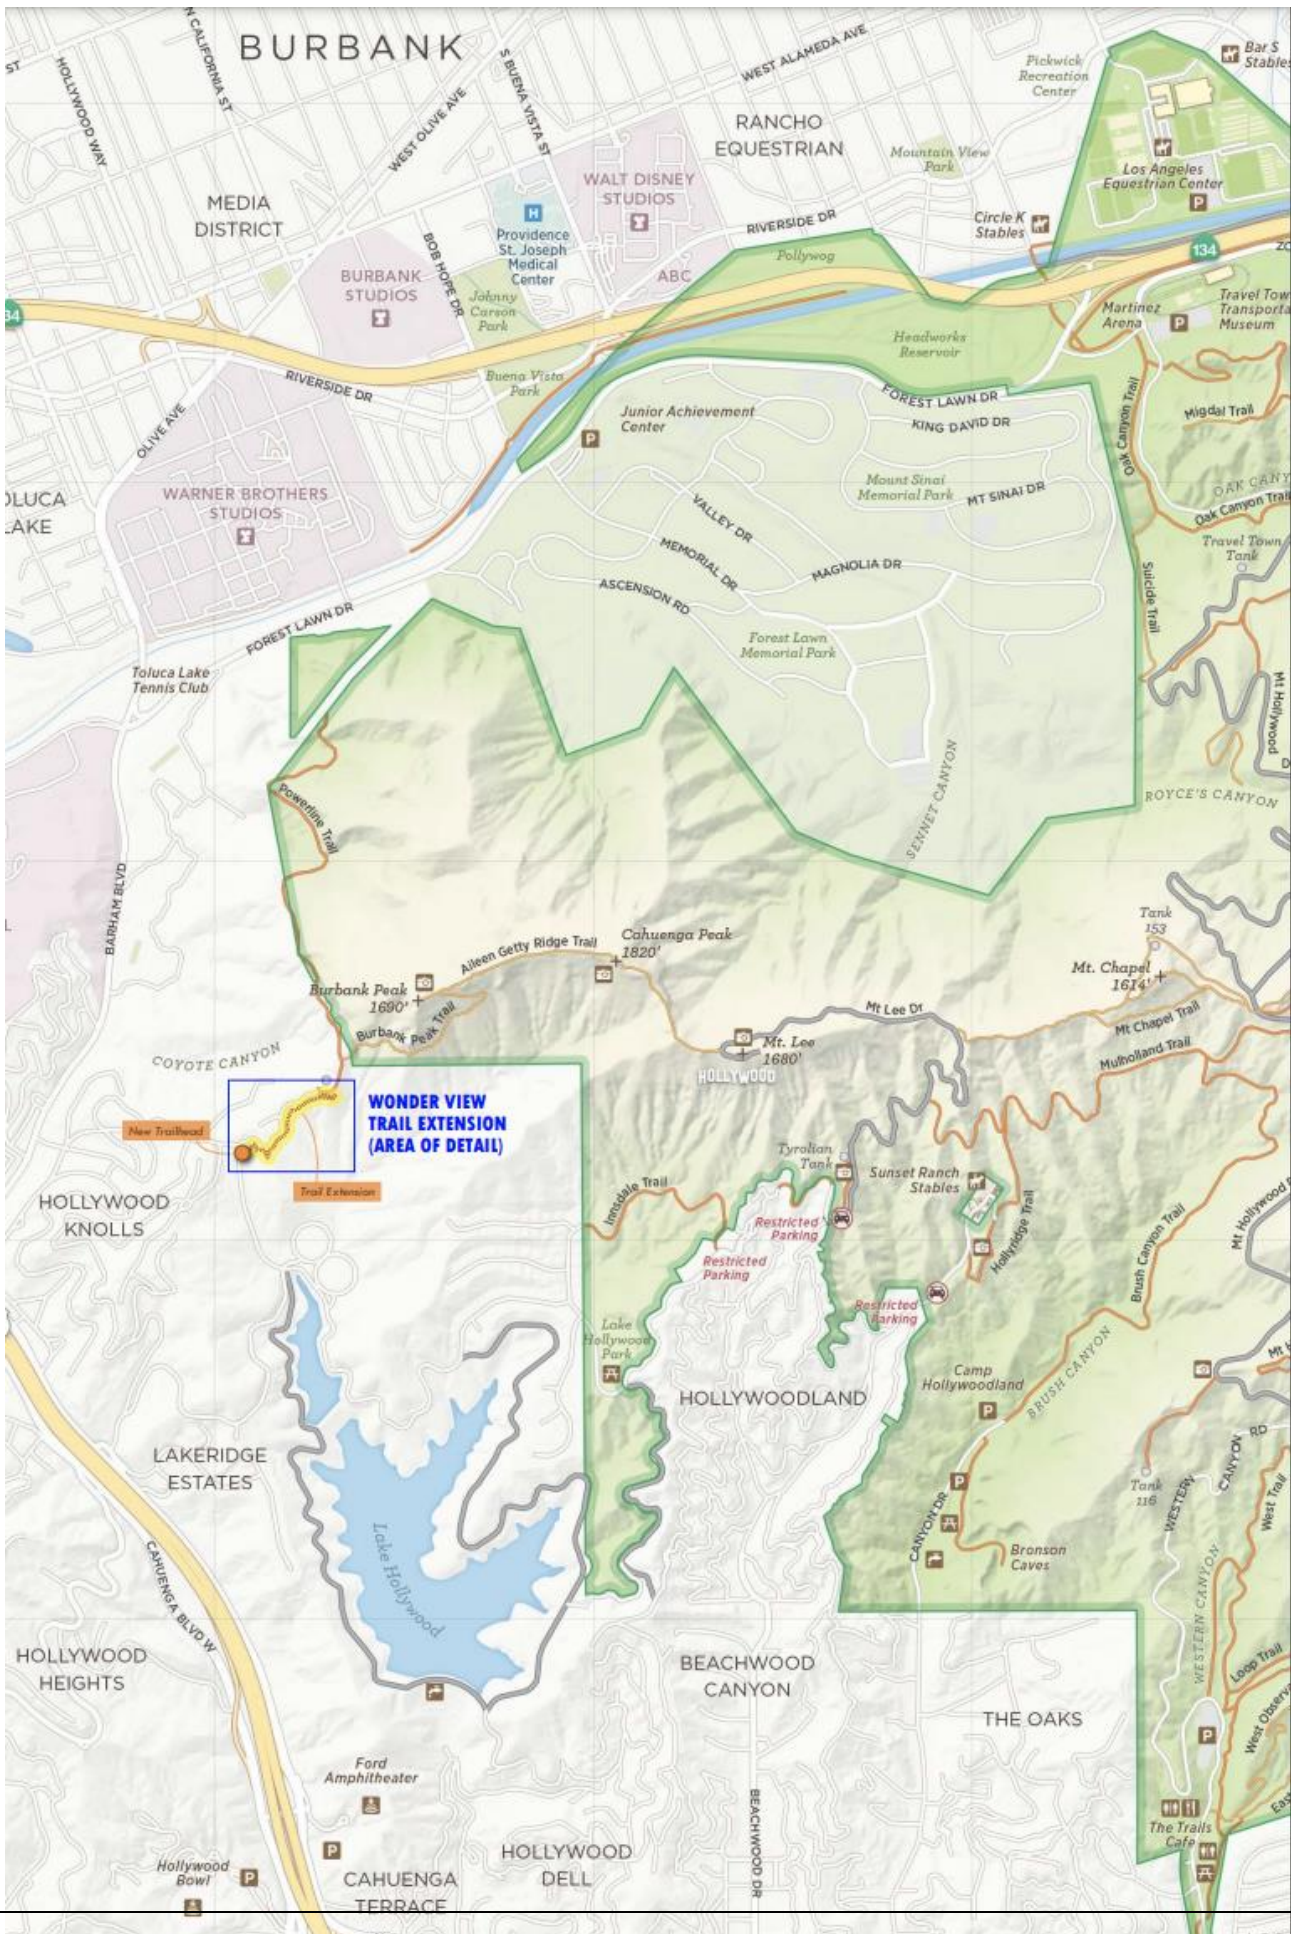 BURBANK
ST
HOLLYWOOD WAY
N CALIFORNIA ST
S BUENA VISTA ST
WEST OLIVE AVE
WEST ALAMEDA AVE
Pickwick
Recreation
Center
Bar S
Stables
RANCHO
EQUESTRIAN
Mountain View
Park
Los Angeles
Equestrian Center
P
WALT DISNEY
STUDIOS
MEDIA
DISTRICT
H
Providence
St. Joseph
Medical
Center
RIVERSIDE DR
Circle K
Stables
134
BURBANK
STUDIOS
BOB HOPE DR
ABC
Pollywog
Johnny
Carson
Park
34
Martinez
Arena
P
Travel Tow
Transporta
Museum
Headworks
Reservoir
RIVERSIDE DR
Buena Vista
Park
OLIVE AVE
P
Junior Achievement
Center
FOREST LAWN DR
KING DAVID DR
Oak Canyon Trail
Migdal Trail
OLUCA
LAKE
WARNER BROTHERS
STUDIOS
Mount Sinai
Memorial Park
MT SINAI DR
OAK CANY
Oak Canyon Trail
Travel Town
Tank
VALLEY DR
MEMORIAL DR
MAGNOLIA DR
ASCENSION RD
Suicide Trail
FOREST LAWN DR
Forest Lawn
Memorial Park
Toluca Lake
Tennis Club
Mt Hollywood
D
SENNET CANYON
ROYCE'S CANYON
Powerline Trail
BARHAM BLVD
Aileen Getty Ridge Trail
Cahuenga Peak
1820'
Tank
153
Mt. Chapel
1614'
Burbank Peak
1690'
Burbank Peak Trail
Mt Lee Dr
Mt Chapel Trail
Mulholland Trail
Mt. Lee
1680'
HOLLYWOOD
COYOTE CANYON
WONDER VIEW
TRAIL EXTENSION
(AREA OF DETAIL)
New Trailhead
Trail Extension
Tyrolian
Tank
Sunset Ranch
Stables
HOLLYWOOD
KNOLLS
Innsdale Trail
Restricted
Parking
Restricted
Parking
Hollyridge Trail
Brush Canyon Trail
Mt Hollywood
Restricted
Parking
Lake
Hollywood
Park
BRUSH CANYON
Mt H
Camp
Hollywoodland
P
HOLLYWOODLAND
LAKERIDGE
ESTATES
P
CANYON DR
Tank
116
WESTERN
CANYON
RD
West Trail
Lake Hollywood
Bronson
Caves
CAHUENGA BLVD W
WESTERN CANYON
HOLLYWOOD
HEIGHTS
BEACHWOOD
CANYON
THE OAKS
Loop Trail
West Observa
P
Ford
Amphitheater
BEACHWOOD DR
East
The Trails
Cafe
P
HOLLYWOOD
DELL
Hollywood
Bowl
P
CAHUENGA
TERRACE